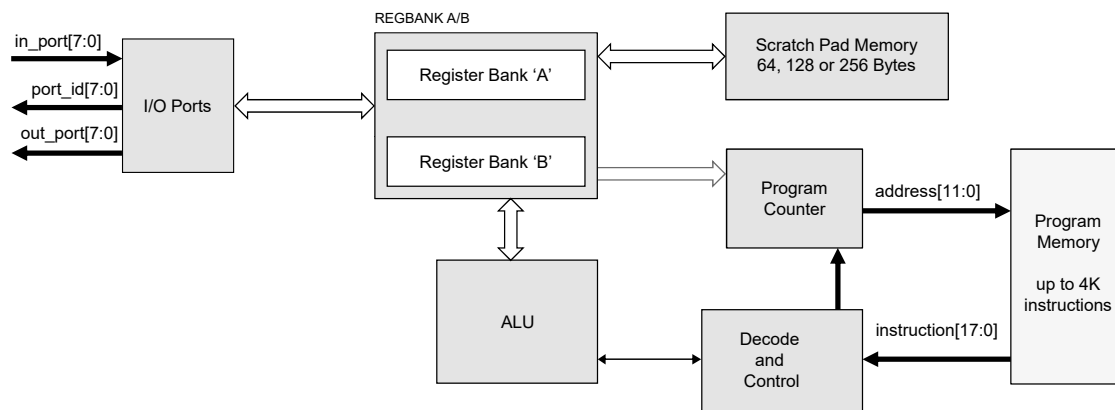 REGBANK A/B
in_port[7:0]
port_id[7:0]
out_port[7:0]
I/O Ports
Register Bank ‘A’
Register Bank ‘B’
Scratch Pad Memory
64, 128 or 256 Bytes
Program
Counter
address[11:0]
Program
Memory
up to 4K
instructions
ALU
Decode
and
Control
instruction[17:0]